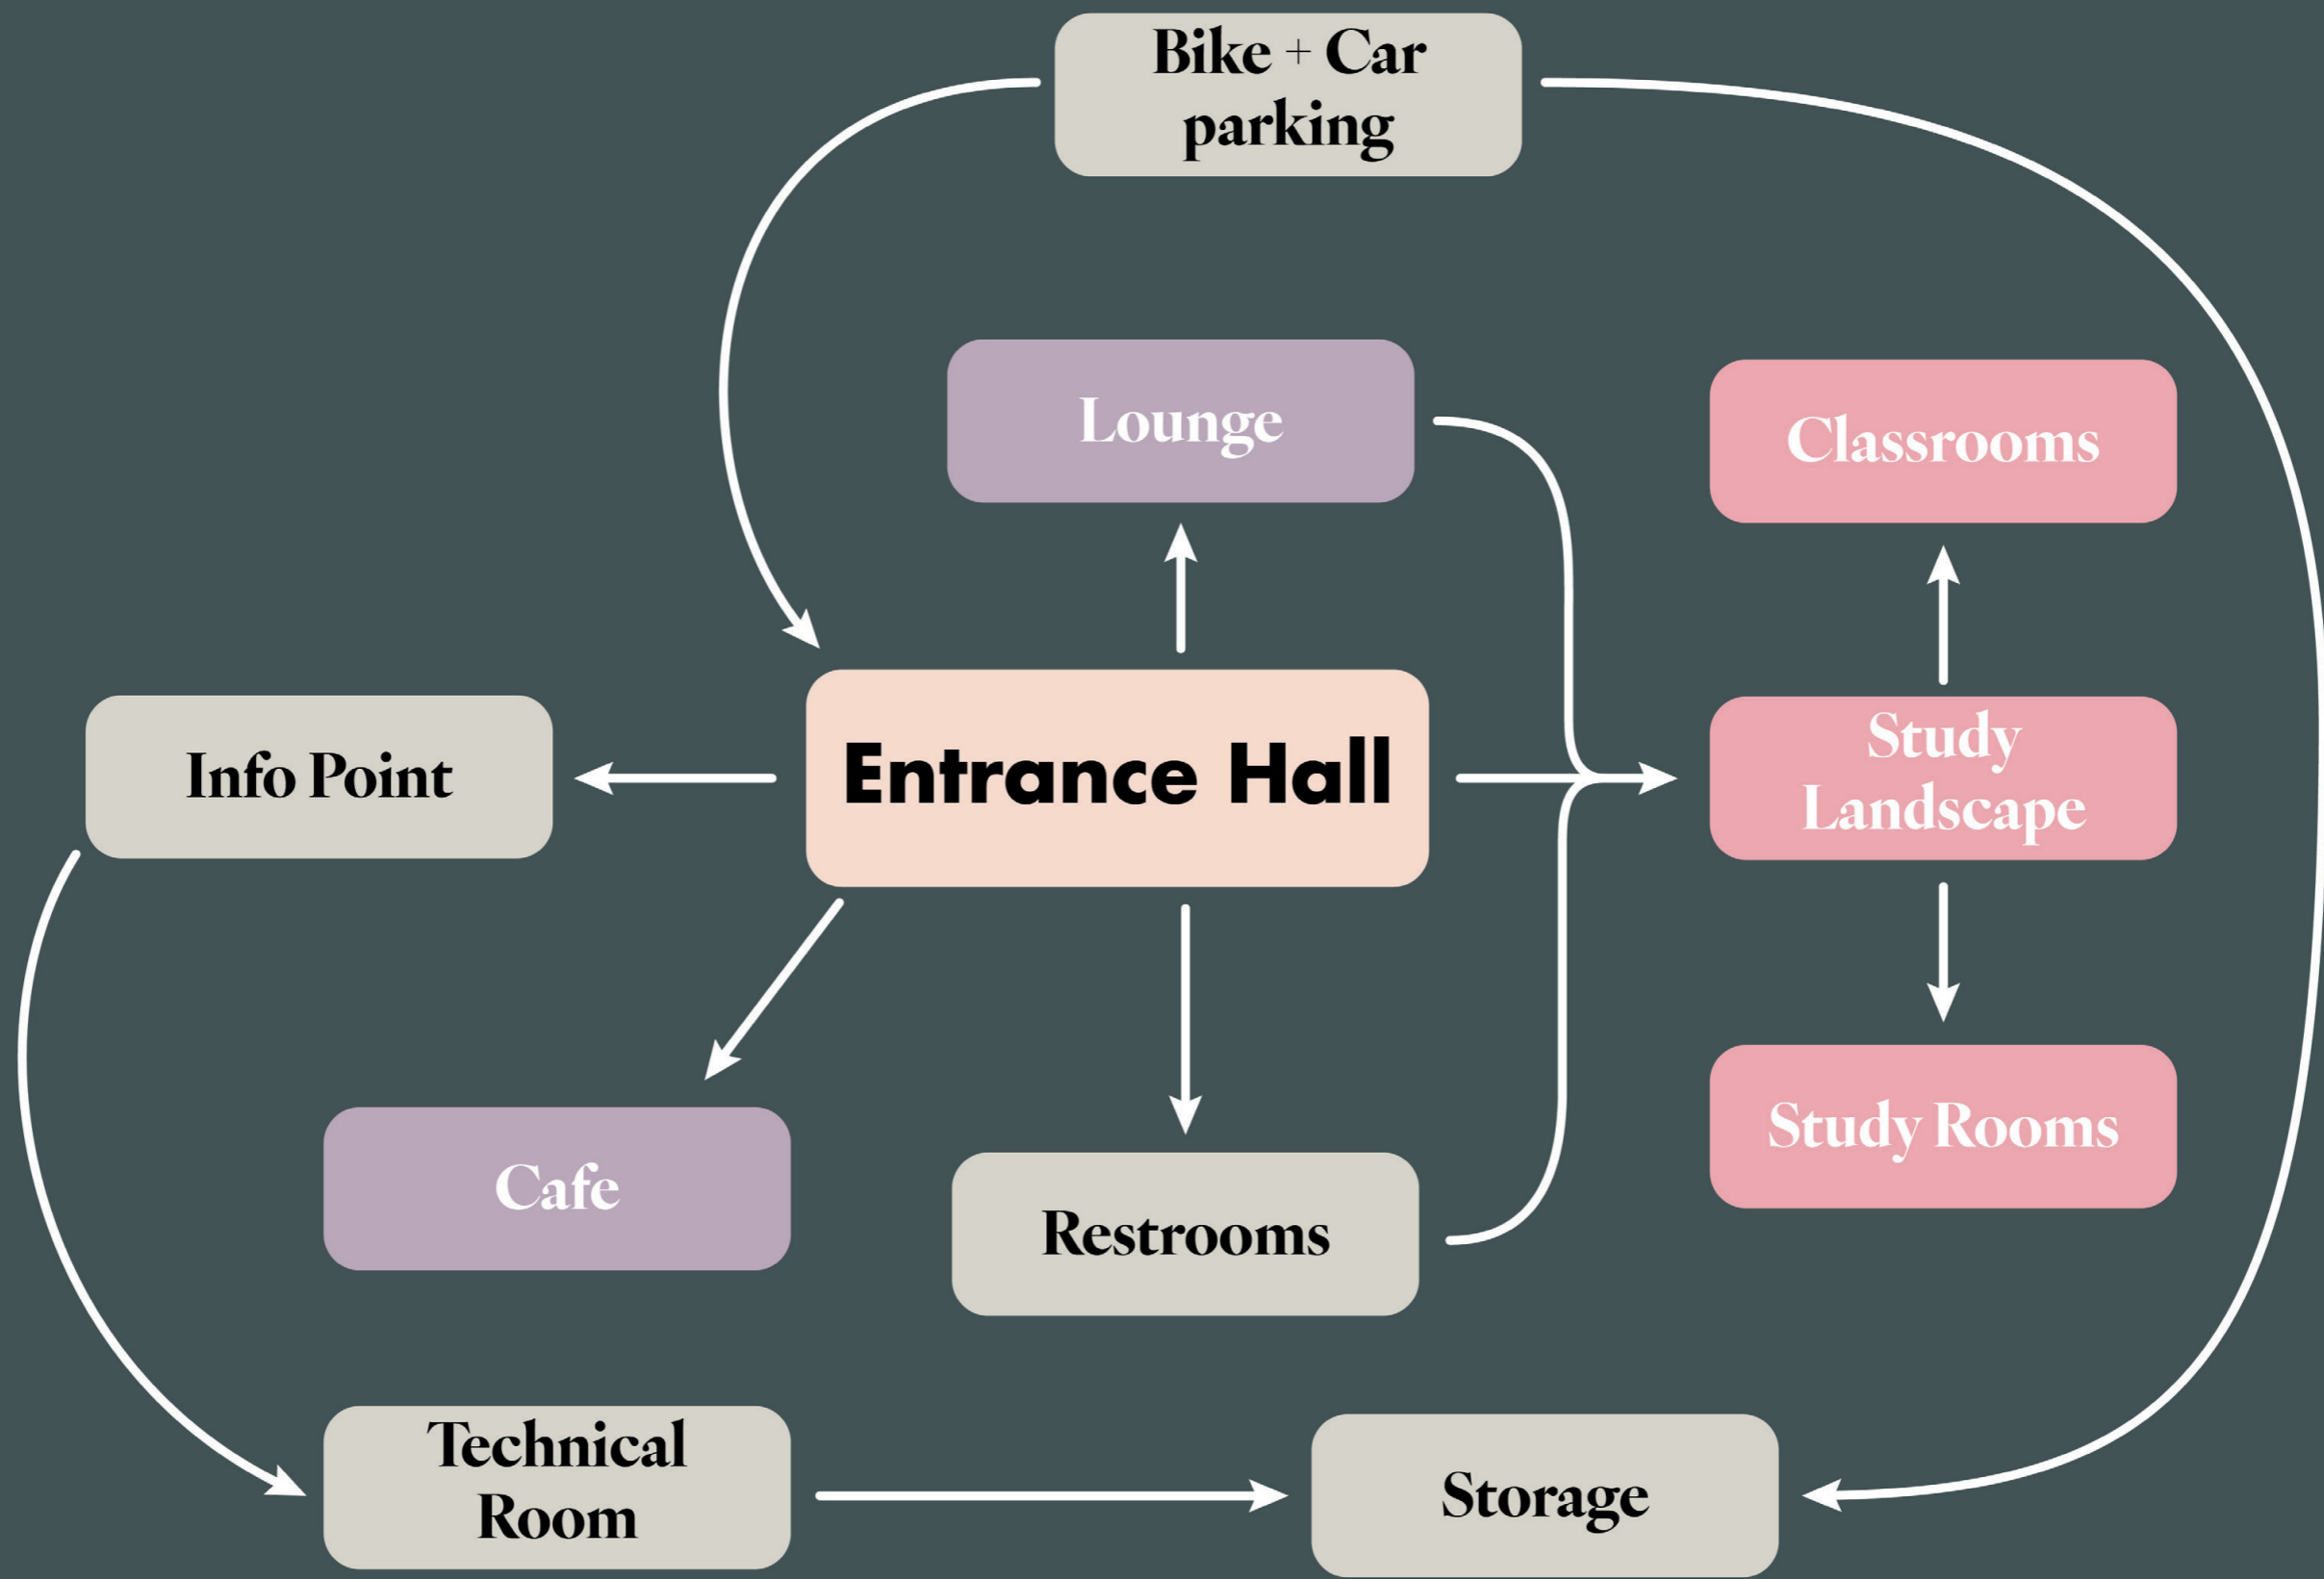 Bike + Car
parking
Lounge
Classrooms
Info Point
Entrance Hall
Study
Landscape
Cafe
Restrooms
Study Rooms
Technical
Room
Storage